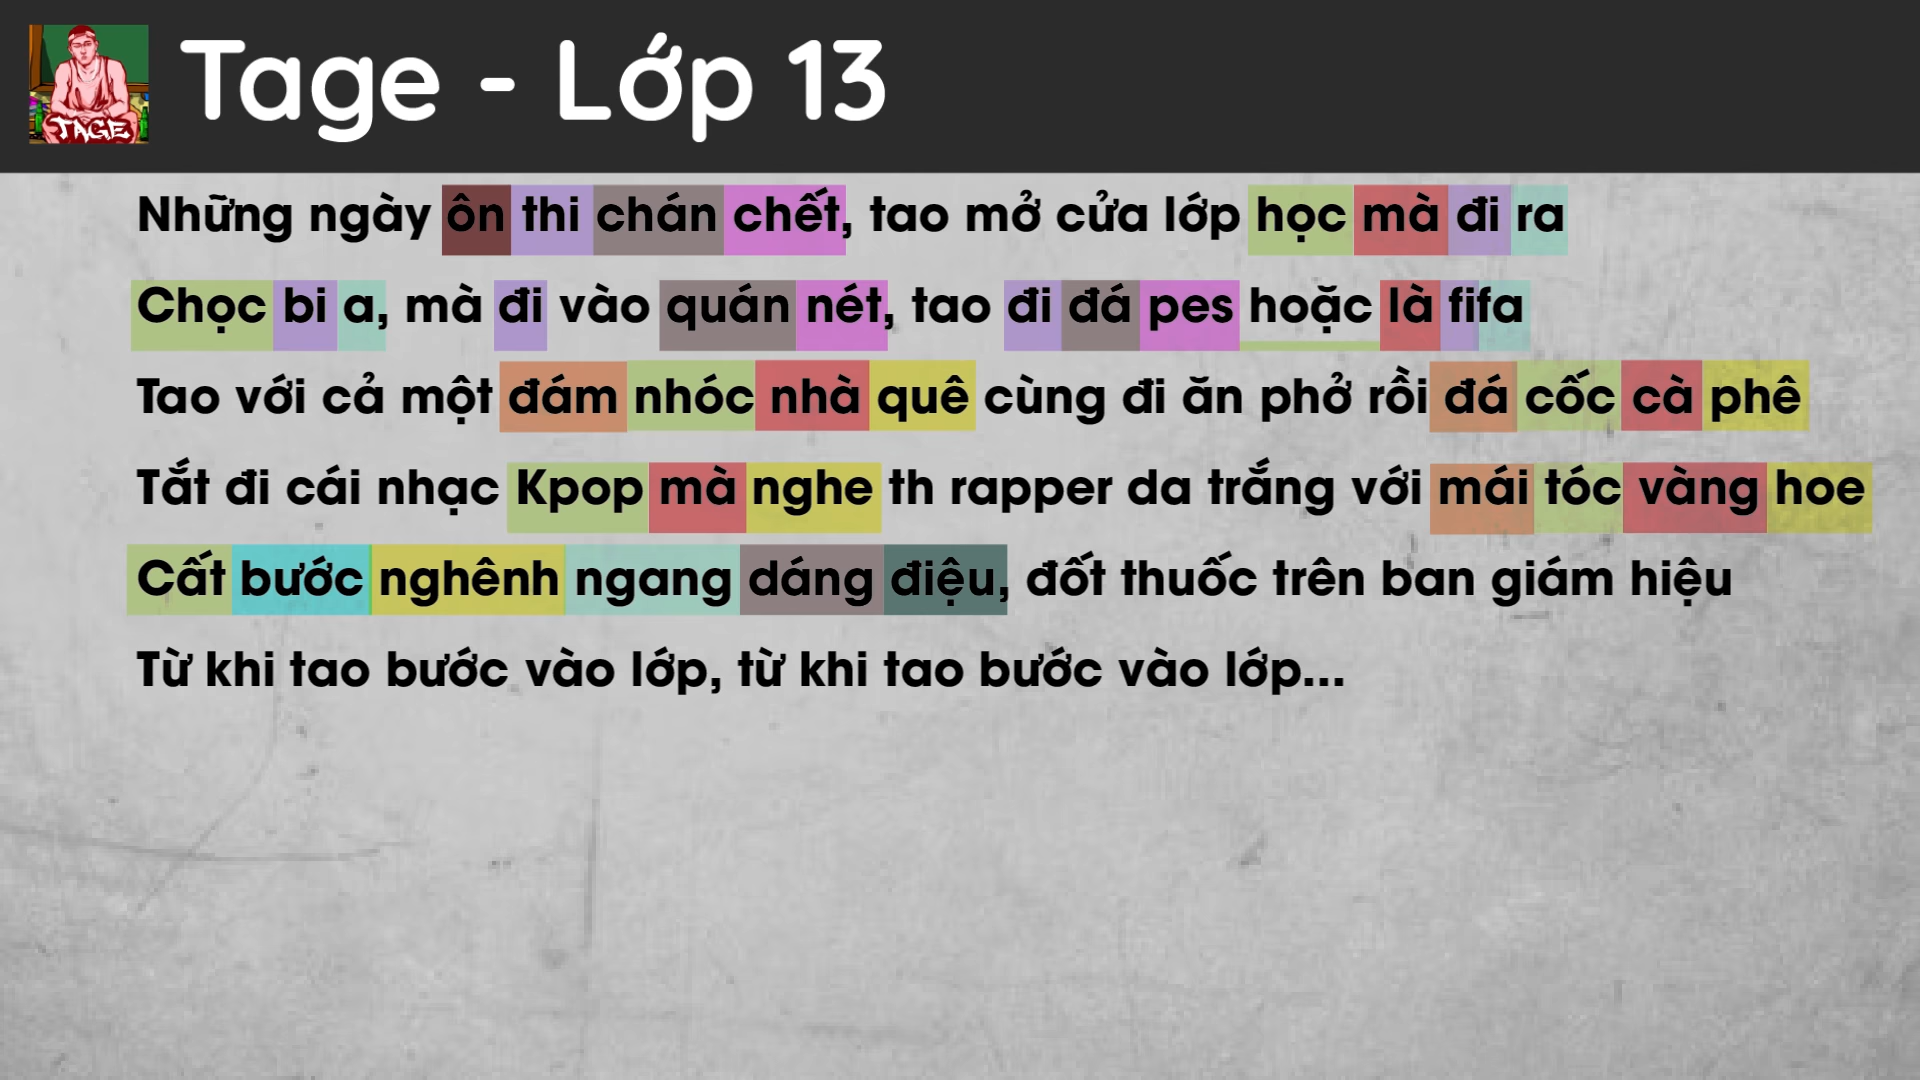 TAGE
Tage - Lớp 13
Những ngày ôn thi chán chết, tao mở cửa lớp học mà đi ra
Chọc bi a, mà đi vào quán nét, tao đi đá pes hoặc là fifa
Tao với cả một đám nhóc nhà quê cùng đi ăn phở rồi đá cốc cà phê
Tắt đi cái nhạc Kpop mà nghe th rapper da trắng với mái tóc vàng hoe
Cất bước nghênh ngang dáng điệu, đốt thuốc trên ban giám hiệu
Từ khi tao bước vào lớp, từ khi tao bước vào lớp...